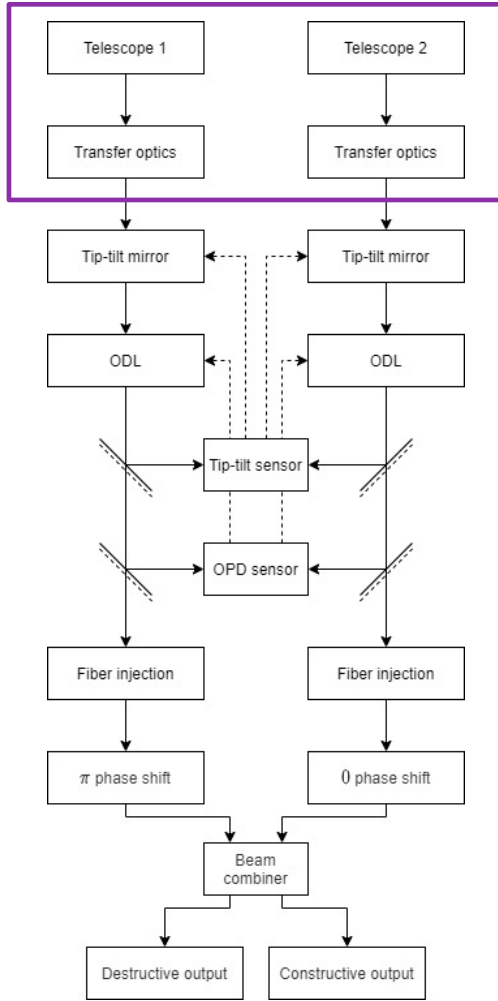 Telescope 1
Telescope 2
Transfer optics
Transfer optics
Tip-tilt mirror
Tip-tilt mirror
ODL
ODL
Tip-tilt sensor
OPD sensor
Fiber injection
Fiber injection
π phase shift
0 phase shift
Beam
combiner
Destructive output
Constructive output